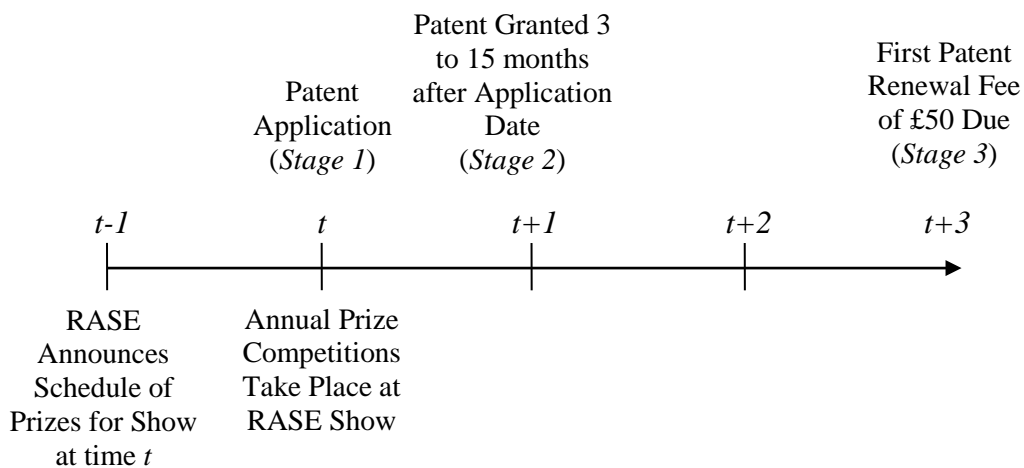 Patent
Application
(Stage 1)
Patent Granted 3
to 15 months
after Application
Date
(Stage 2)
First Patent
Renewal Fee
of £50 Due
(Stage 3)
t-1
t
t+1
t+2
t+3
RASE
Announces
Schedule of
Prizes for Show
at time t
Annual Prize
Competitions
Take Place at
RASE Show